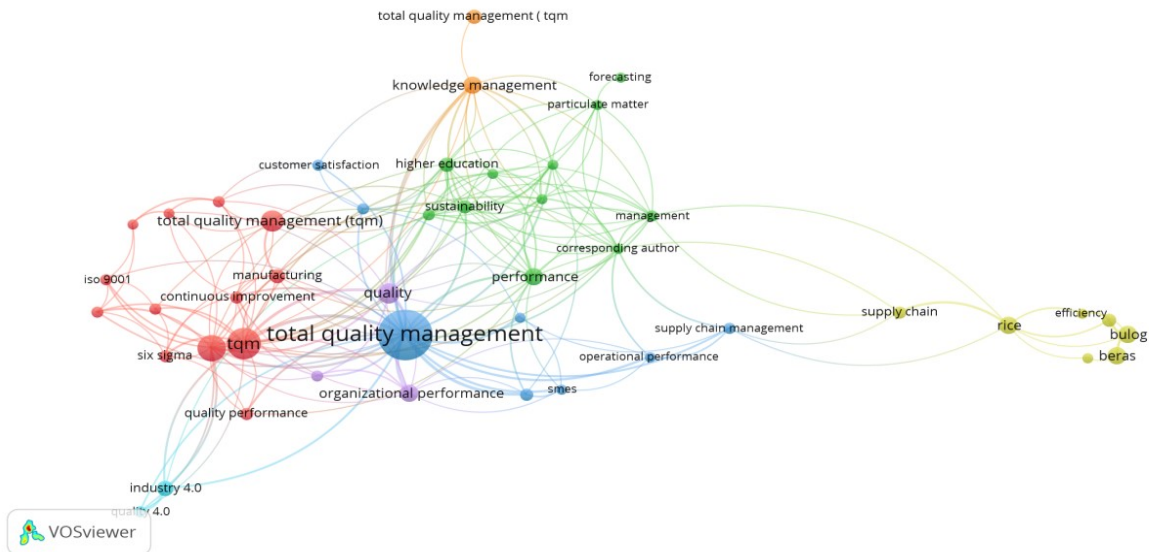 total quality management ( tqm
knowledge management
forecasting
particulate matter
customer satisfaction
higher education
sustainability
total quality management (tqm)
management
corresponding author
iso 9001
manufacturing
performance
continuous improvement
quality
supply chain
efficiency
rice
bulog
total quality management
supply chain management
tqm
six sigma
operational performance
beras
organizational performance
smes
quality performance
industry 4.0
quality 4.0
VOSviewer